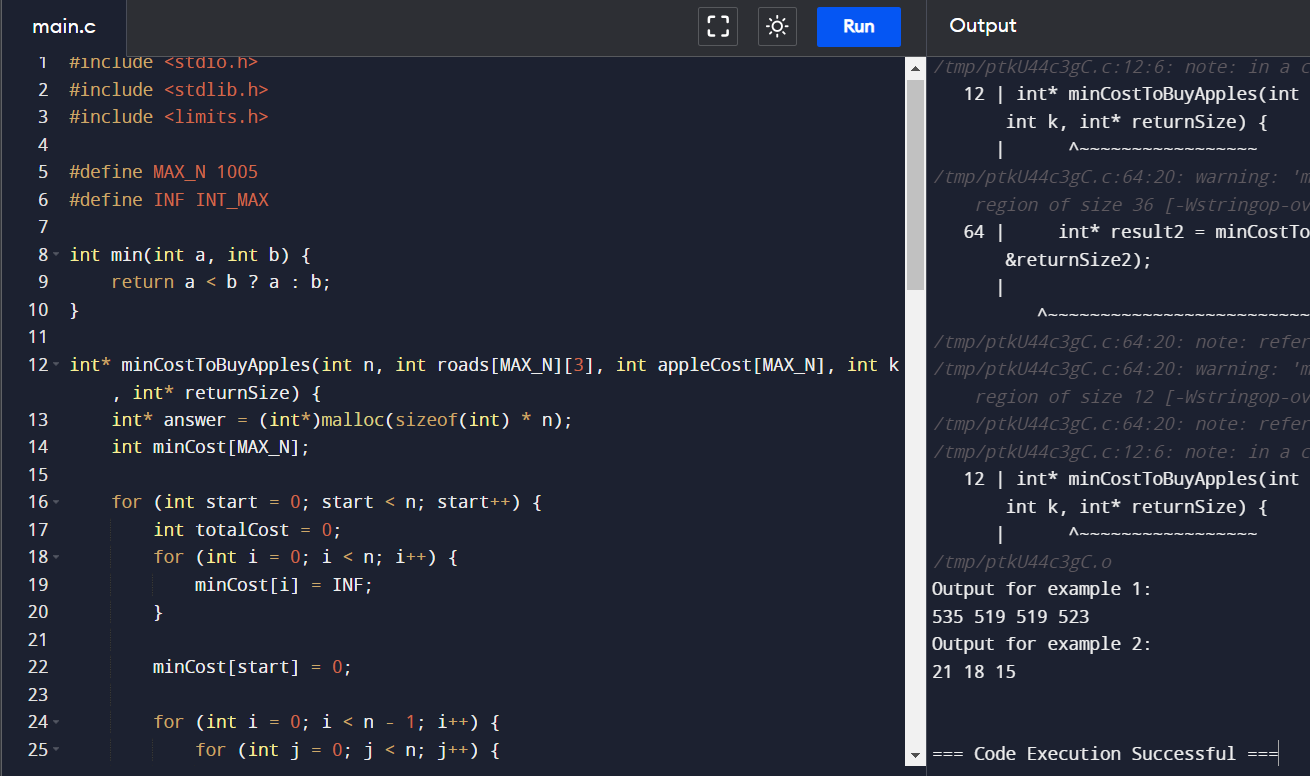 main.c
Run
Output
1 #include <stdio.h>
2 #include <stdlib.h>
3 #include <limits.h>
4
5 #define MAX_N 1005
6 #define INF INT_MAX
7
8 int min(int a, int b) {
9     return a < b ? a : b;
10 }
11
12 int* minCostToBuyApples(int n, int roads[MAX_N][3], int appleCost[MAX_N], int k
    , int* returnSize) {
13     int* answer = (int*)malloc(sizeof(int) * n);
14     int minCost[MAX_N];
15
16     for (int start = 0; start < n; start++) {
17         int totalCost = 0;
18         for (int i = 0; i < n; i++) {
19             minCost[i] = INF;
20         }
21
22         minCost[start] = 0;
23
24         for (int i = 0; i < n - 1; i++) {
25             for (int j = 0; j < n; j++) {
/tmp/ptkU44c3gC.c:12:6: note: in a c
12 | int* minCostToBuyApples(int
int k, int* returnSize) {
|      ^~~~~~~~~~~~~~~~~~
/tmp/ptkU44c3gC.c:64:20: warning: 'm
region of size 36 [-Wstringop-ov
64 |     int* result2 = minCostTo
&returnSize2);
|
^~~~~~~~~~~~~~~~~~~~~~~~~~
/tmp/ptkU44c3gC.c:64:20: note: refer
/tmp/ptkU44c3gC.c:64:20: warning: 'm
region of size 12 [-Wstringop-ov
/tmp/ptkU44c3gC.c:64:20: note: refer
/tmp/ptkU44c3gC.c:12:6: note: in a c
12 | int* minCostToBuyApples(int
int k, int* returnSize) {
|      ^~~~~~~~~~~~~~~~~~
/tmp/ptkU44c3gC.o
Output for example 1:
535 519 519 523
Output for example 2:
21 18 15
=== Code Execution Successful ===